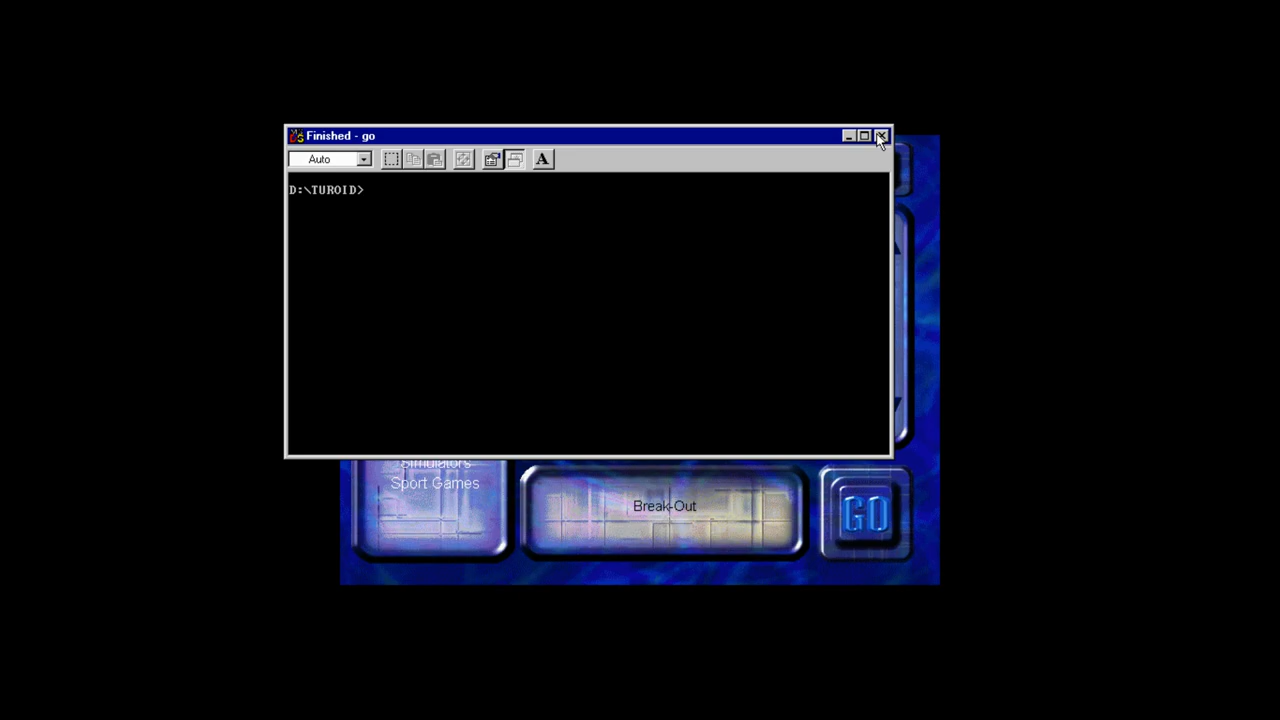 Finished - go
Auto
A
D:\TUROID>
Simulators
Sport Games
Break-Out
GO